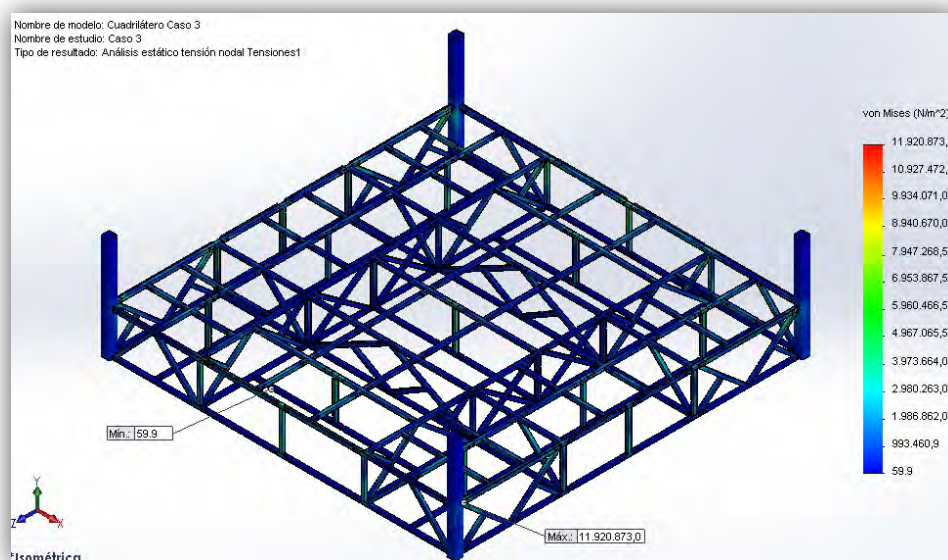 Nombre de modelo: Cuadrilátero Caso 3
Nombre de estudio: Caso 3
Tipo de resultado: Análisis estático tensión nodal Tensiones1
von Mises (N/m^2)
11.920.873,
10.927.472,
9.934.071,0
8.940.670,0
7.947.268,5
6.953.867,5
5.960.466,5
4.967.065,5
3.973.664,0
2.980.263,0
1.986.862,0
993.460,9
59.9
Mín.: 59.9
Máx.: 11.920.873,0
Y
Z
X
*Isométrica